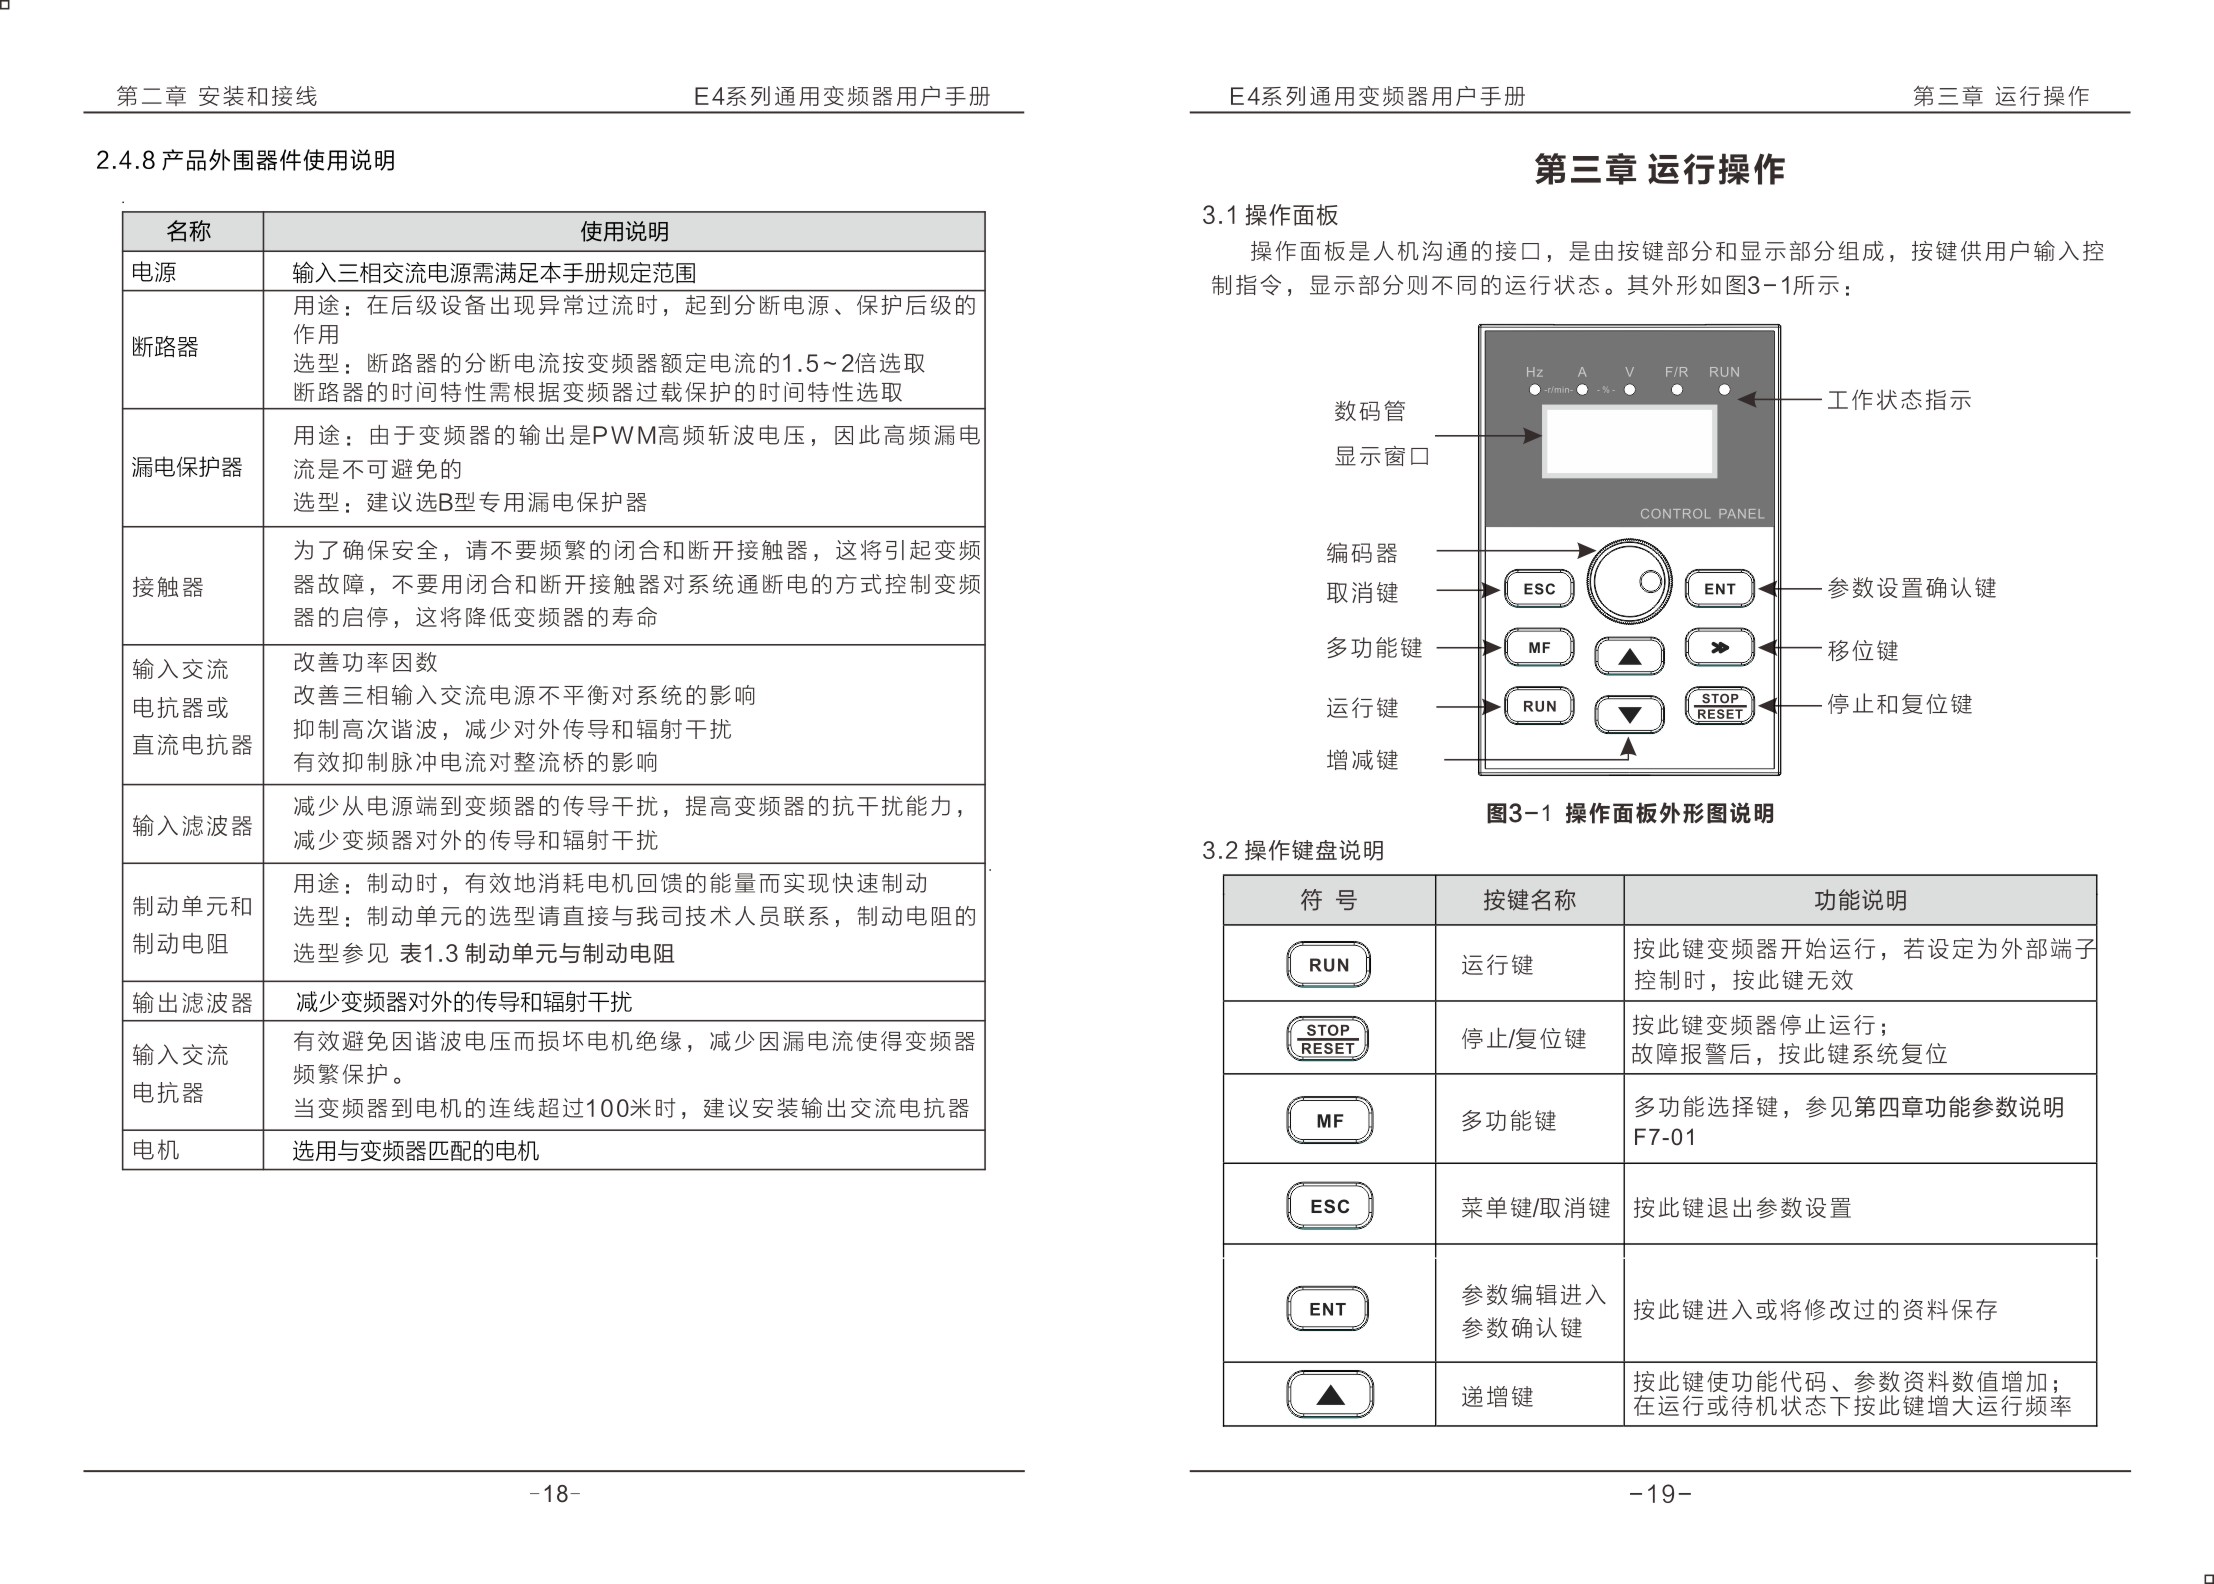 第二章 安装和接线
E4系列通用变频器用户手册
2.4.8 产品外围器件使用说明
名称
使用说明
电源
输入三相交流电源需满足本手册规定范围
断路器
用途：在后级设备出现异常过流时，起到分断电源、保护后级的
作用
选型：断路器的分断电流按变频器额定电流的1.5~2倍选取
断路器的时间特性需根据变频器过载保护的时间特性选取
漏电保护器
用途：由于变频器的输出是PWM高频斩波电压，因此高频漏电
流是不可避免的
选型：建议选B型专用漏电保护器
接触器
为了确保安全，请不要频繁的闭合和断开接触器，这将引起变频
器故障，不要用闭合和断开接触器对系统通断电的方式控制变频
器的启停，这将降低变频器的寿命
输入交流
电抗器或
直流电抗器
改善功率因数
改善三相输入交流电源不平衡对系统的影响
抑制高次谐波，减少对外传导和辐射干扰
有效抑制脉冲电流对整流桥的影响
输入滤波器
减少从电源端到变频器的传导干扰，提高变频器的抗干扰能力，
减少变频器对外的传导和辐射干扰
制动单元和
制动电阻
用途：制动时，有效地消耗电机回馈的能量而实现快速制动
选型：制动单元的选型请直接与我司技术人员联系，制动电阻的
选型参见 表1.3 制动单元与制动电阻
输出滤波器
减少变频器对外的传导和辐射干扰
输入交流
电抗器
有效避免因谐波电压而损坏电机绝缘，减少因漏电流使得变频器
频繁保护。
当变频器到电机的连线超过100米时，建议安装输出交流电抗器
电机
选用与变频器匹配的电机
-18-
E4系列通用变频器用户手册
第三章 运行操作
第三章 运行操作
3.1 操作面板
操作面板是人机沟通的接口，是由按键部分和显示部分组成，按键供用户输入控
制指令，显示部分则不同的运行状态。其外形如图3-1所示：
Hz A V F/R RUN
-r/min- -%-
数码管
显示窗口
工作状态指示
CONTROL PANEL
编码器
取消键
ESC
ENT
参数设置确认键
多功能键
MF
移位键
运行键
RUN
STOP
RESET
停止和复位键
增减键
图3-1 操作面板外形图说明
3.2 操作键盘说明
符 号
按键名称
功能说明
RUN
运行键
按此键变频器开始运行，若设定为外部端子
控制时，按此键无效
STOP
RESET
停止/复位键
按此键变频器停止运行；
故障报警后，按此键系统复位
MF
多功能键
多功能选择键，参见第四章功能参数说明
F7-01
ESC
菜单键/取消键
按此键退出参数设置
ENT
参数编辑进入
参数确认键
按此键进入或将修改过的资料保存
▲
递增键
按此键使功能代码、参数资料数值增加；
在运行或待机状态下按此键增大运行频率
-19-